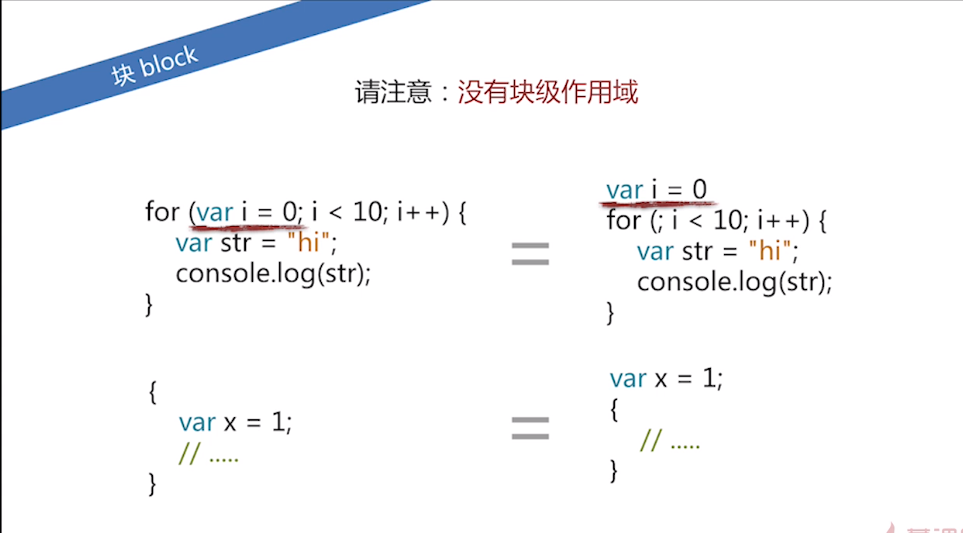 块 block
请注意：没有块级作用域
for (var i = 0; i < 10; i++) {
var str = "hi";
console.log(str);
}
=
var i = 0
for (; i < 10; i++) {
var str = "hi";
console.log(str);
}
{
var x = 1;
// .....
}
=
var x = 1;
{
// .....
}